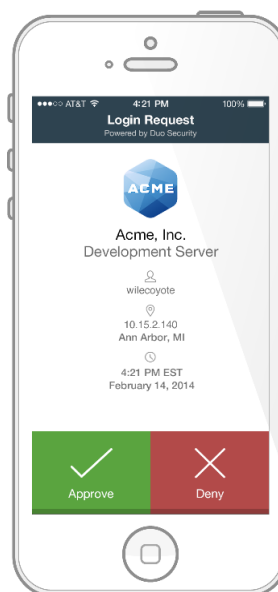 AT&T 4:21 PM 100%
Login Request
Powered by Duo Security
ACME
Acme, Inc.
Development Server
wilecoyote
10.15.2.140
Ann Arbor, MI
4:21 PM EST
February 14, 2014
Approve Deny